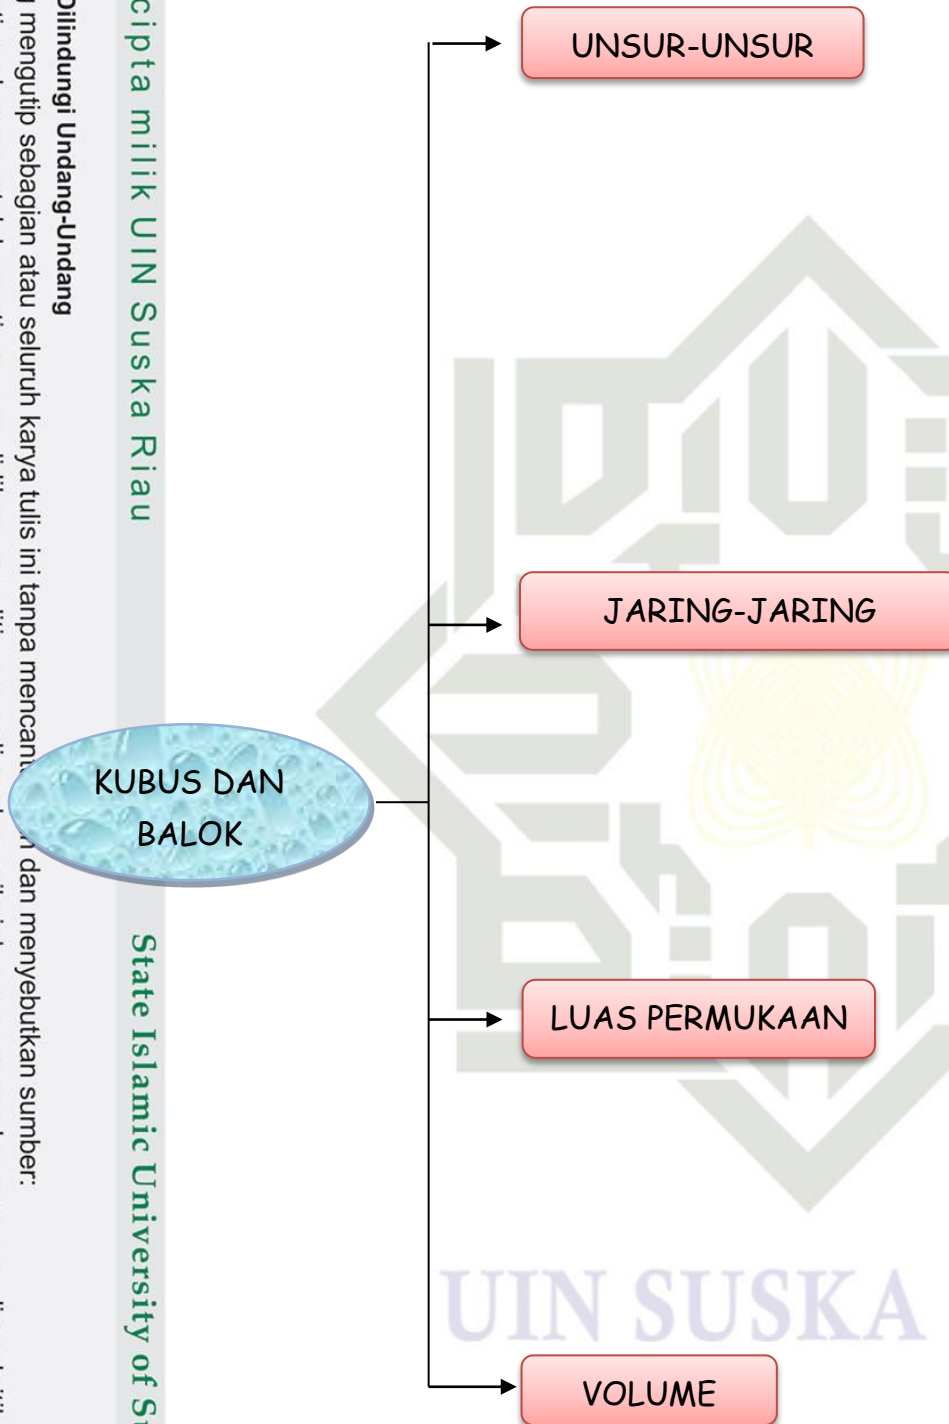 UNSUR-UNSUR
JARING-JARING
KUBUS DAN
BALOK
LUAS PERMUKAAN
VOLUME
UIN SUSKA
cipta milik UIN Suska Riau
State Islamic University of
Dilindungi Undang-Undang
mengutip sebagian atau seluruh karya tulis ini tanpa
dan menyebutkan sumber: